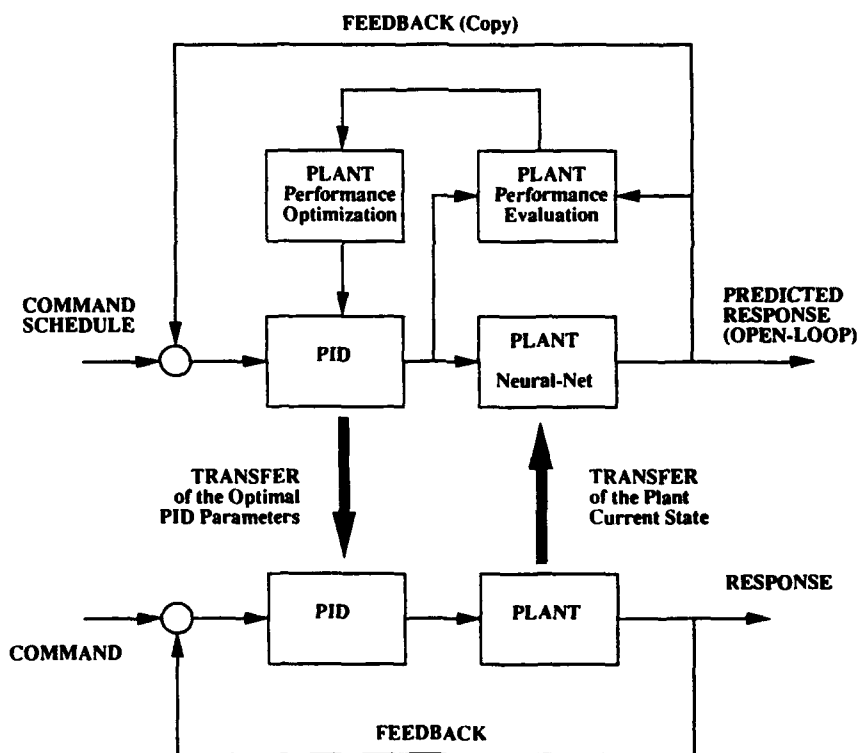 FEEDBACK (Copy)
PLANT
Performance
Optimization
PLANT
Performance
Evaluation
COMMAND
SCHEDULE
PID
PLANT
Neural-Net
PREDICTED
RESPONSE
(OPEN-LOOP)
TRANSFER
of the Optimal
PID Parameters
TRANSFER
of the Plant
Current State
COMMAND
PID
PLANT
RESPONSE
FEEDBACK